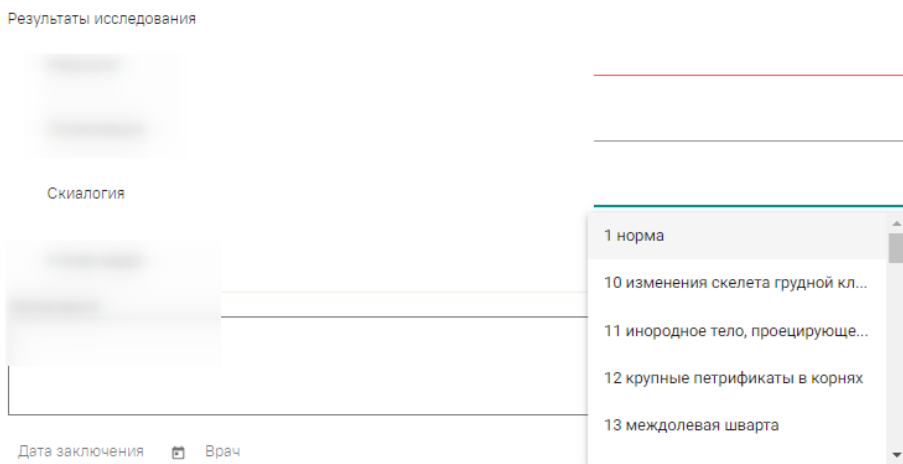 Результаты исследования
Скиалогия
1 норма
10 изменения скелета грудной кл...
11 инородное тело, проецирующе...
12 крупные петрификаты в корнях
13 междолевая шварта
Дата заключения Врач